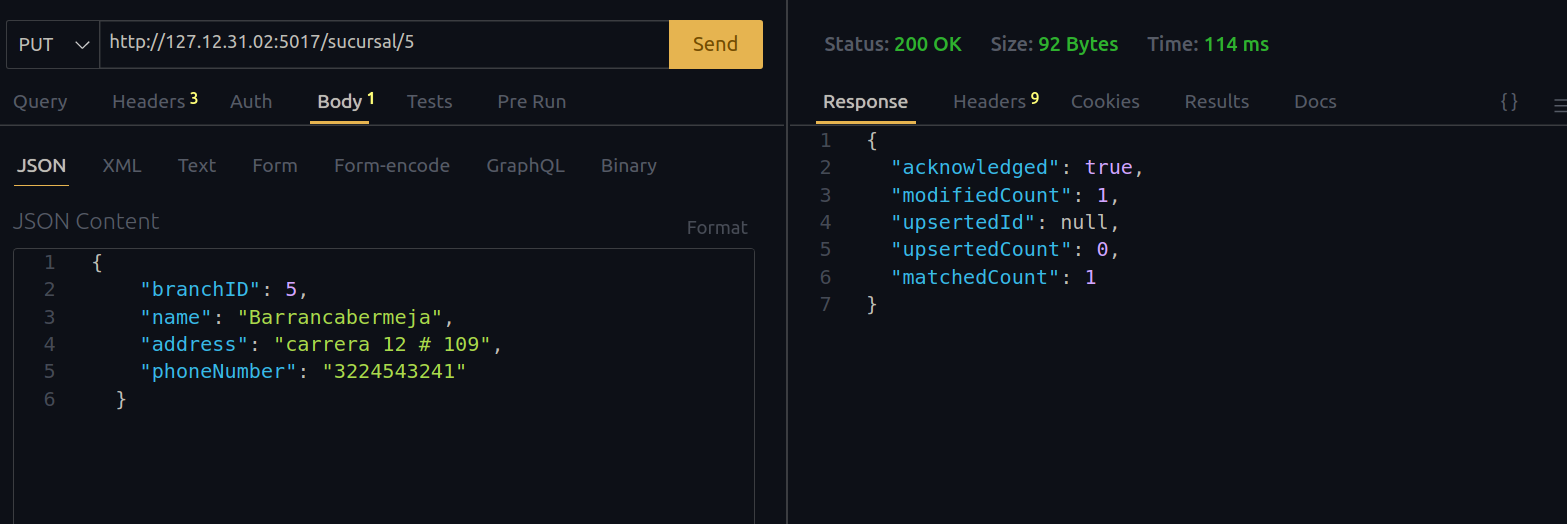 PUT http://127.12.31.02:5017/sucursal/5 Send
Query Headers 3 Auth Body 1 Tests Pre Run
JSON XML Text Form Form-encode GraphQL Binary
JSON Content Format
1 {
2 "branchID": 5,
3 "name": "Barrancabermeja",
4 "address": "carrera 12 # 109",
5 "phoneNumber": "3224543241"
6 }
Status: 200 OK Size: 92 Bytes Time: 114 ms
Response Headers 9 Cookies Results Docs {}
1 {
2 "acknowledged": true,
3 "modifiedCount": 1,
4 "upsertedId": null,
5 "upsertedCount": 0,
6 "matchedCount": 1
7 }